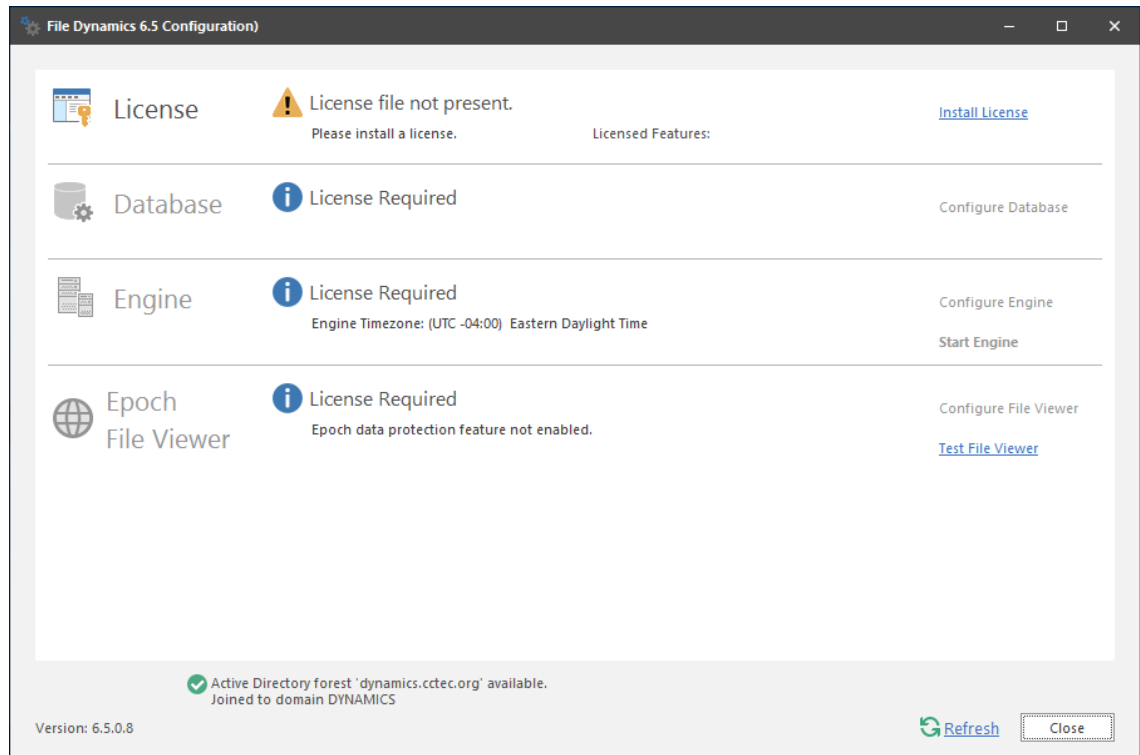 File Dynamics 6.5 Configuration)
License
License file not present.
Install License
Please install a license.
Licensed Features:
Database
License Required
Configure Database
Engine
License Required
Configure Engine
Engine Timezone: (UTC -04:00) Eastern Daylight Time
Start Engine
Epoch
File Viewer
License Required
Configure File Viewer
Epoch data protection feature not enabled.
Test File Viewer
Active Directory forest 'dynamics.cctec.org' available.
Joined to domain DYNAMICS
Version: 6.5.0.8
Refresh
Close